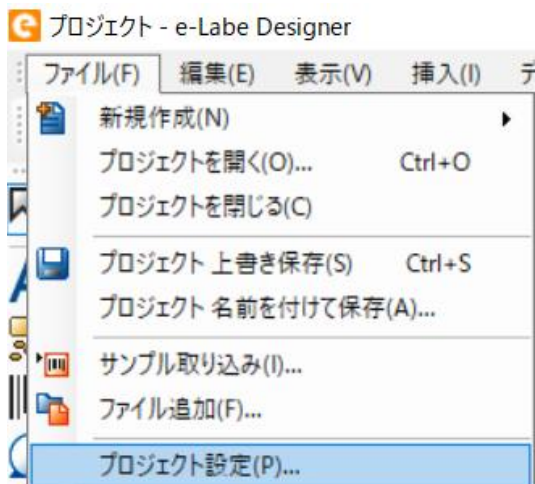 プロジェクト - e-Labe Designer
ファイル(F) 編集(E) 表示(V) 挿入(I)
新規作成(N)
プロジェクトを開く(O)... Ctrl+O
プロジェクトを閉じる(C)
プロジェクト 上書き保存(S) Ctrl+S
プロジェクト 名前を付けて保存(A)...
サンプル取り込み(I)...
ファイル追加(F)...
プロジェクト設定(P)...